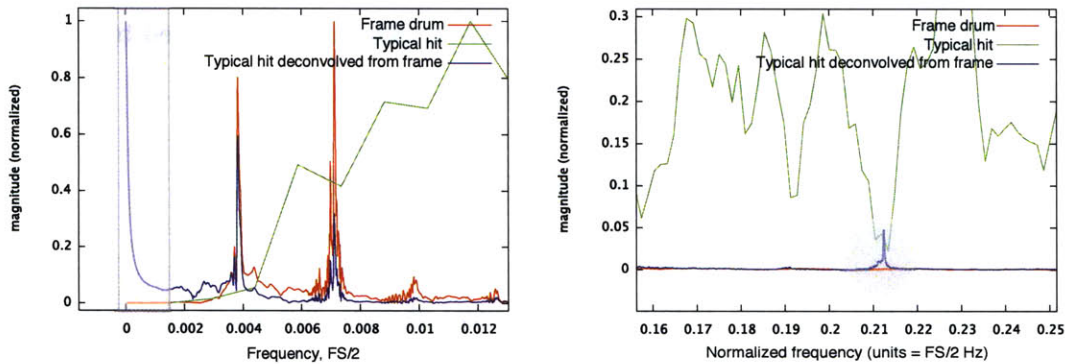 Frame drum
Typical hit
Typical hit deconvolved from frame
magnitude (normalized)
1
0.8
0.6
0.4
0.2
0
0 0.002 0.004 0.006 0.008 0.01 0.012
Frequency, FS/2
Frame drum
Typical hit
Typical hit deconvolved from frame
magnitude (normalized)
0.3
0.25
0.2
0.15
0.1
0.05
0
0.16 0.17 0.18 0.19 0.2 0.21 0.22 0.23 0.24 0.25
Normalized frequency (units = FS/2 Hz)